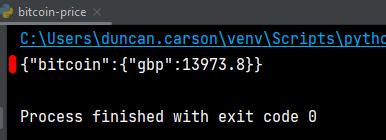 bitcoin-price
C:\Users\duncan.carson\venv\Scripts\pytho
{"bitcoin":{"gbp":13973.8}}
Process finished with exit code 0